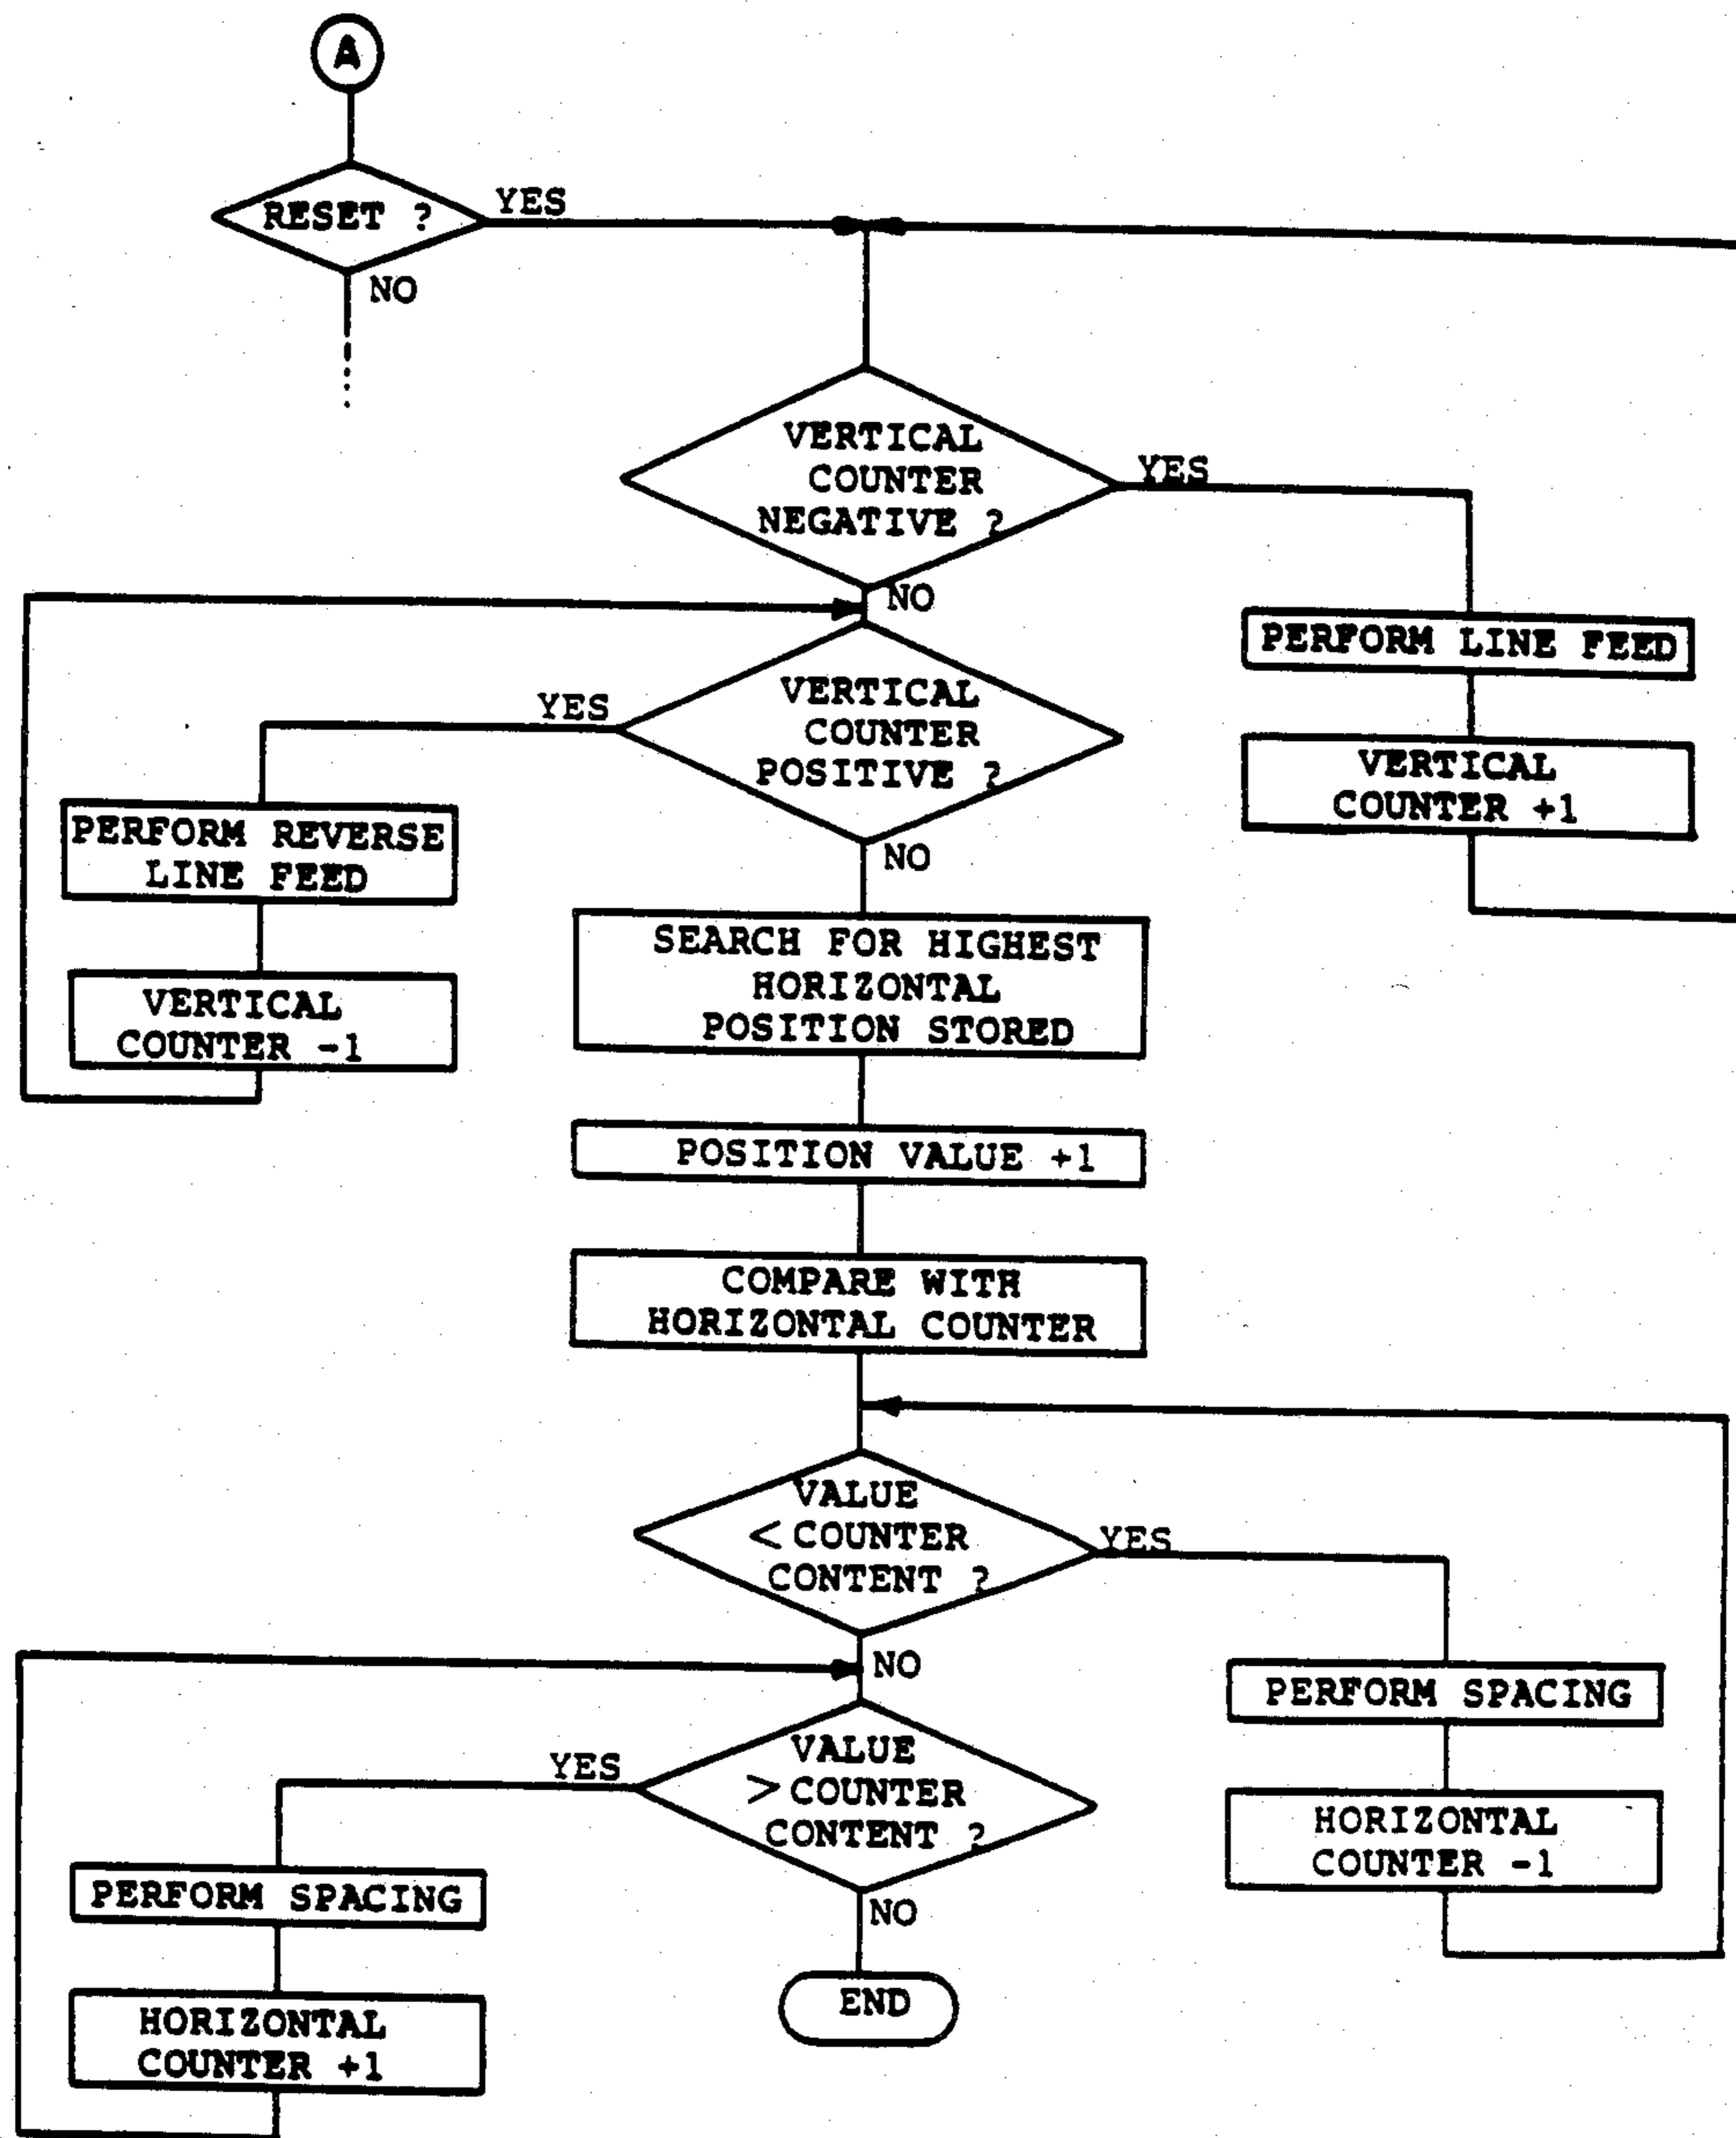 A
RESET ?
YES
NO
VERTICAL
COUNTER
NEGATIVE ?
YES
NO
PERFORM LINE FEED
VERTICAL
COUNTER +1
VERTICAL
COUNTER
POSITIVE ?
YES
NO
PERFORM REVERSE
LINE FEED
VERTICAL
COUNTER -1
SEARCH FOR HIGHEST
HORIZONTAL
POSITION STORED
POSITION VALUE +1
COMPARE WITH
HORIZONTAL COUNTER
VALUE
< COUNTER
CONTENT ?
YES
NO
PERFORM SPACING
HORIZONTAL
COUNTER -1
VALUE
> COUNTER
CONTENT ?
YES
NO
PERFORM SPACING
HORIZONTAL
COUNTER +1
END